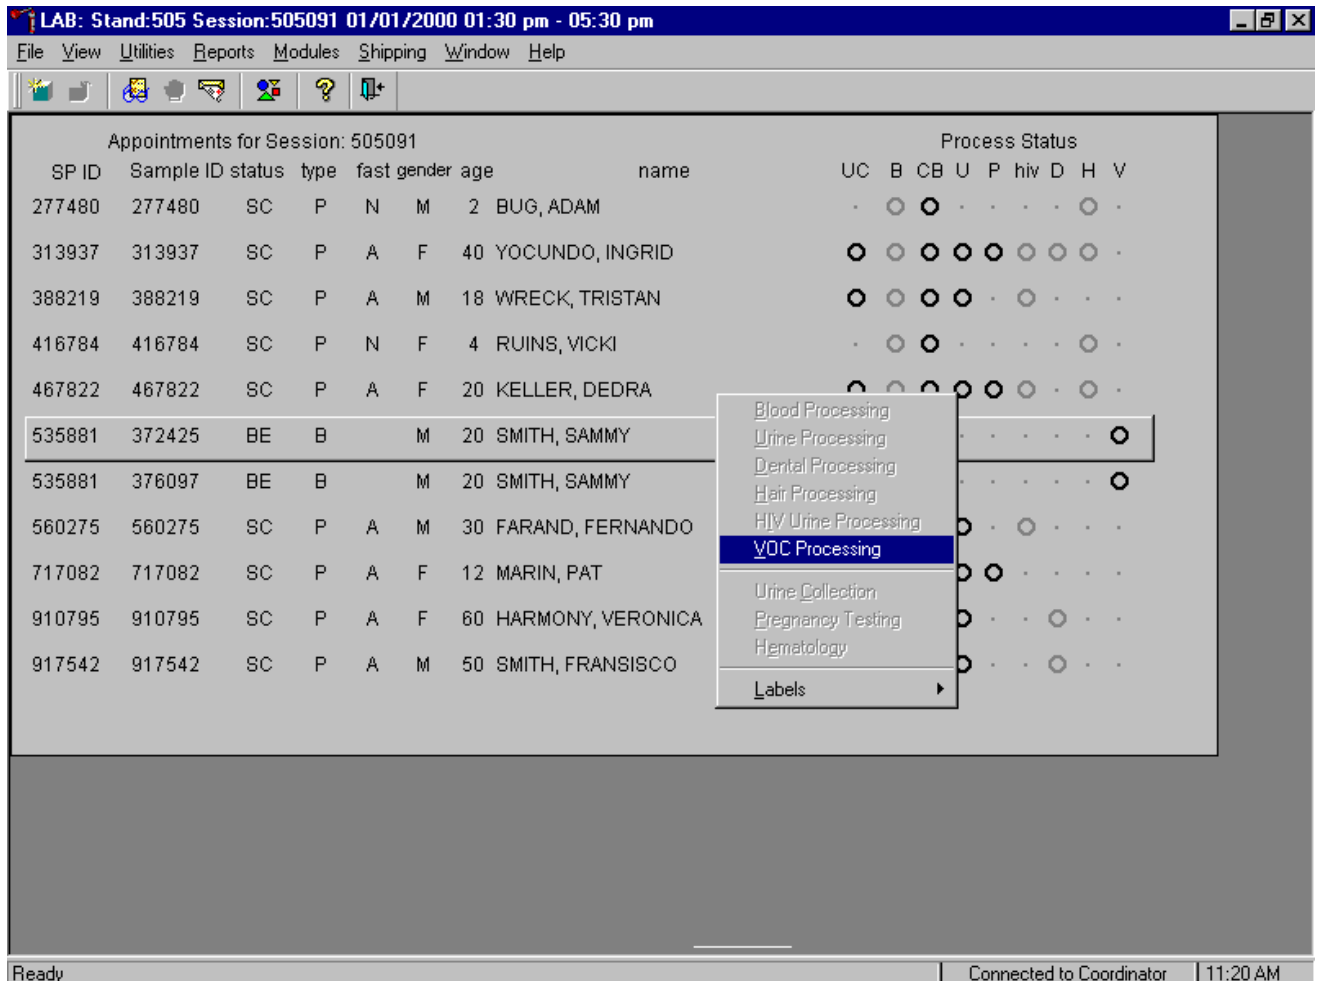 LAB: Stand:505 Session:505091 01/01/2000 01:30 pm - 05:30 pm
File View Utilities Reports Modules Shipping Window Help
Appointments for Session: 505091 Process Status
SP ID Sample ID status type fast gender age name UC B CB U P hiv D H V
277480 277480 SC P N M 2 BUG, ADAM
313937 313937 SC P A F 40 YOCUNDO, INGRID
388219 388219 SC P A M 18 WRECK, TRISTAN
416784 416784 SC P N F 4 RUINS, VICKI
467822 467822 SC P A F 20 KELLER, DEDRA
535881 372425 BE B M 20 SMITH, SAMMY
535881 376097 BE B M 20 SMITH, SAMMY
560275 560275 SC P A M 30 FARAND, FERNANDO
717082 717082 SC P A F 12 MARIN, PAT
910795 910795 SC P A F 60 HARMONY, VERONICA
917542 917542 SC P A M 50 SMITH, FRANSISCO
Blood Processing
Urine Processing
Dental Processing
Hair Processing
HIV Urine Processing
VOC Processing
Urine Collection
Pregnancy Testing
Hematology
Labels
Ready Connected to Coordinator 11:20 AM